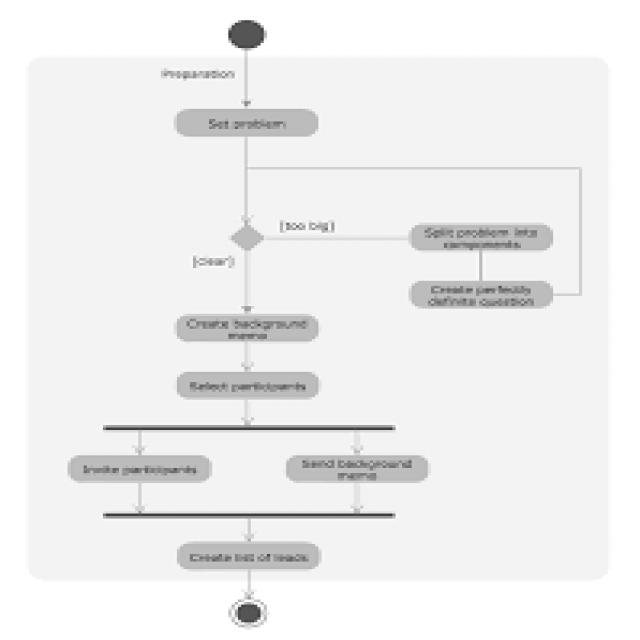 Preparation
Set problem
[too big]
Split problem into
components
[clear]
Create perfectly
definite question
Create background
memo
Select participants
Invite participants
Send background
memo
Create list of leads